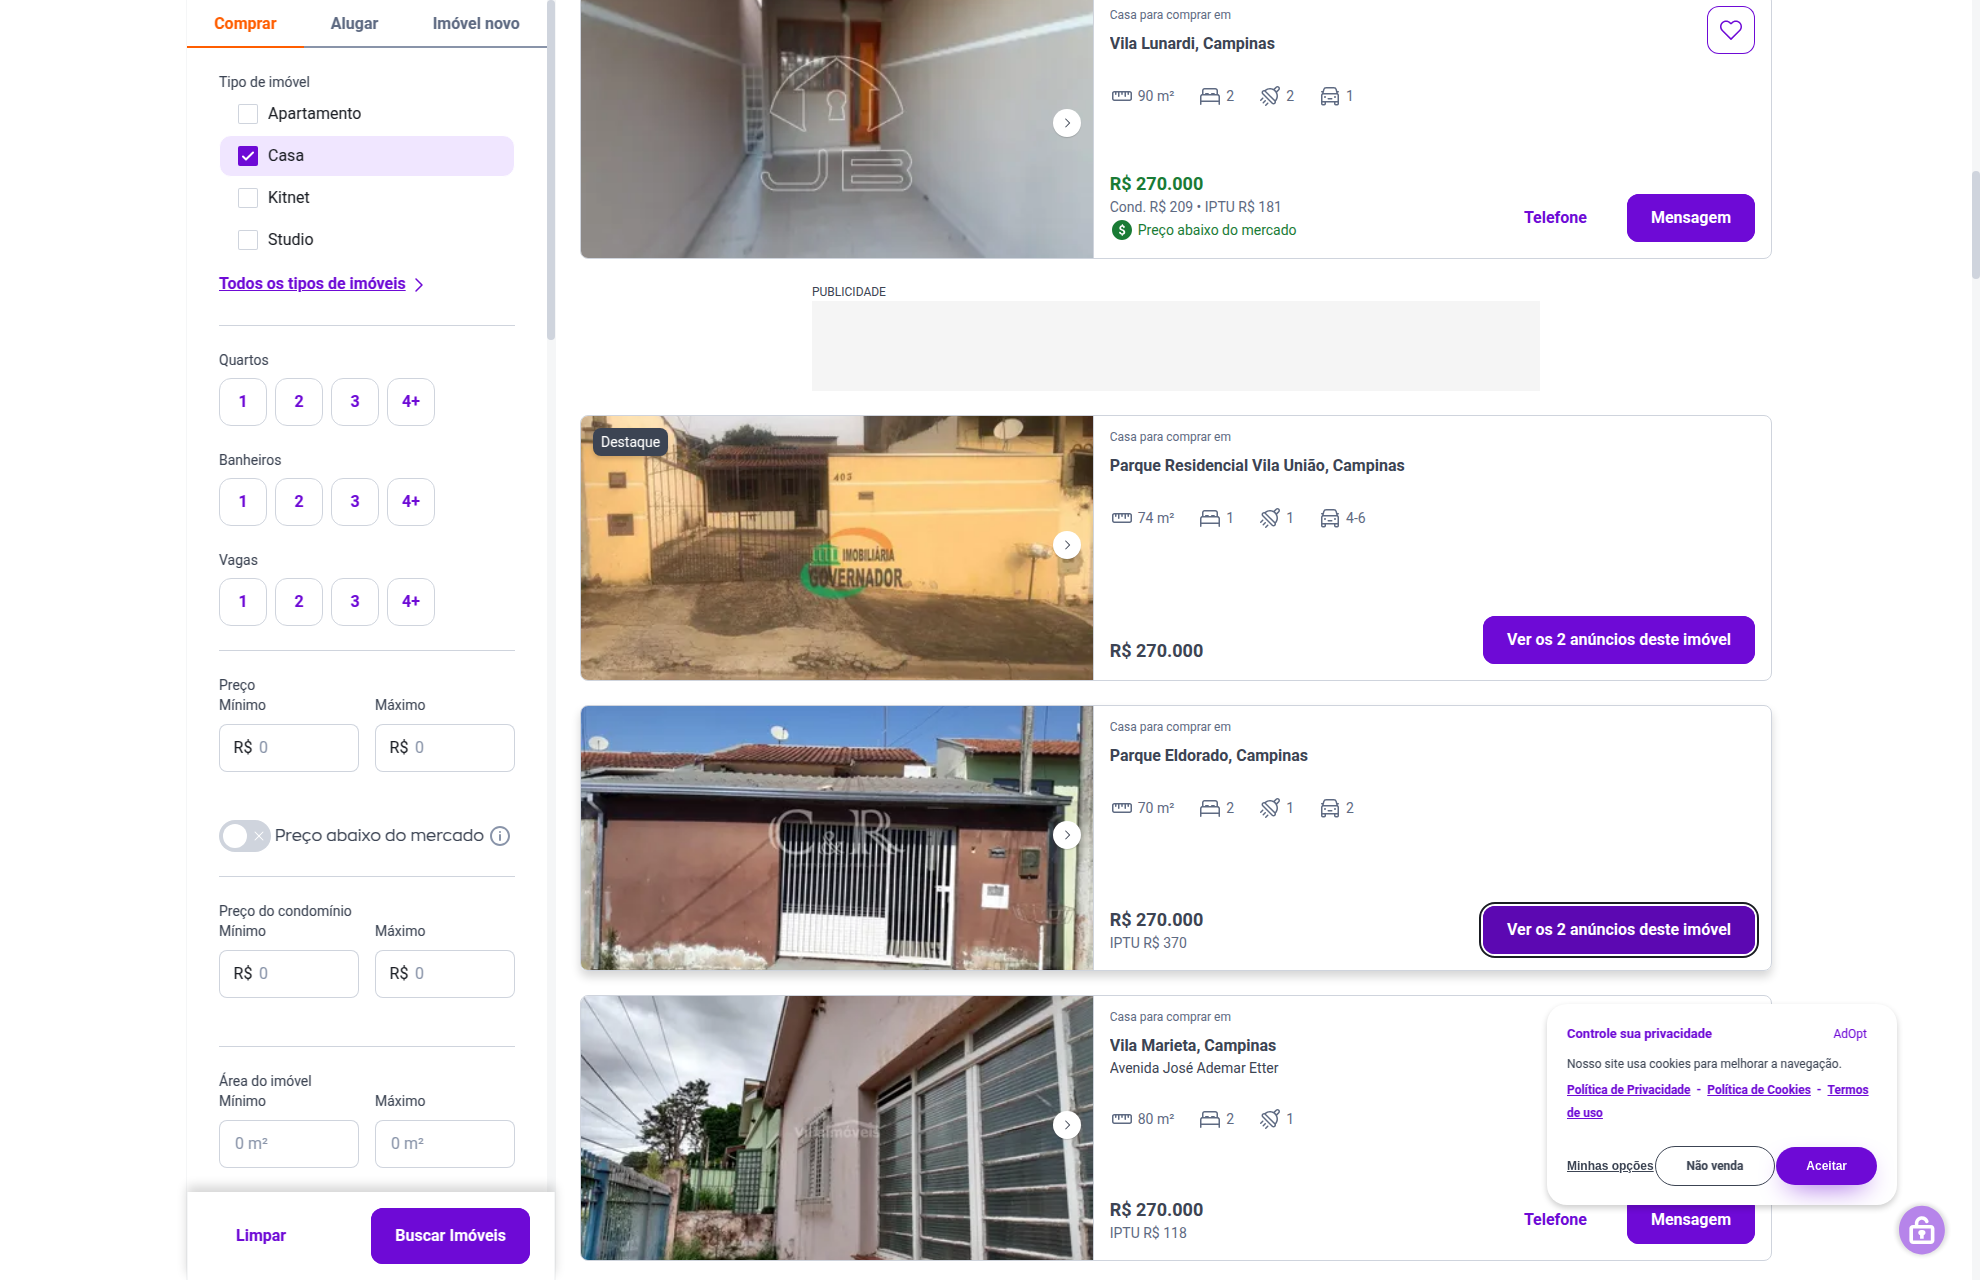 Comprar
Alugar
Imóvel novo
Tipo de imóvel
Apartamento
Casa
Kitnet
Studio
Todos os tipos de imóveis
Quartos
1
2
3
4+
Banheiros
1
2
3
4+
Vagas
1
2
3
4+
Preço
Mínimo
Máximo
R$ 0
R$ 0
Preço abaixo do mercado
Preço do condomínio
Mínimo
Máximo
R$ 0
R$ 0
Área do imóvel
Mínimo
Máximo
0 m²
0 m²
Limpar
Buscar Imóveis
JB
Casa para comprar em
Vila Lunardi, Campinas
90 m²
2
2
1
R$ 270.000
Cond. R$ 209 • IPTU R$ 181
Preço abaixo do mercado
Telefone
Mensagem
PUBLICIDADE
Destaque
403
IMOBILIÁRIA
GOVERNADOR
Casa para comprar em
Parque Residencial Vila União, Campinas
74 m²
1
1
4-6
R$ 270.000
Ver os 2 anúncios deste imóvel
C&R
Casa para comprar em
Parque Eldorado, Campinas
70 m²
2
1
2
R$ 270.000
IPTU R$ 370
Ver os 2 anúncios deste imóvel
Casa para comprar em
Vila Marieta, Campinas
Avenida José Ademar Etter
80 m²
2
1
R$ 270.000
IPTU R$ 118
Telefone
Mensagem
Controle sua privacidade
AdOpt
Nosso site usa cookies para melhorar a navegação.
Política de Privacidade - Política de Cookies - Termos
de uso
Minhas opções
Não venda
Aceitar